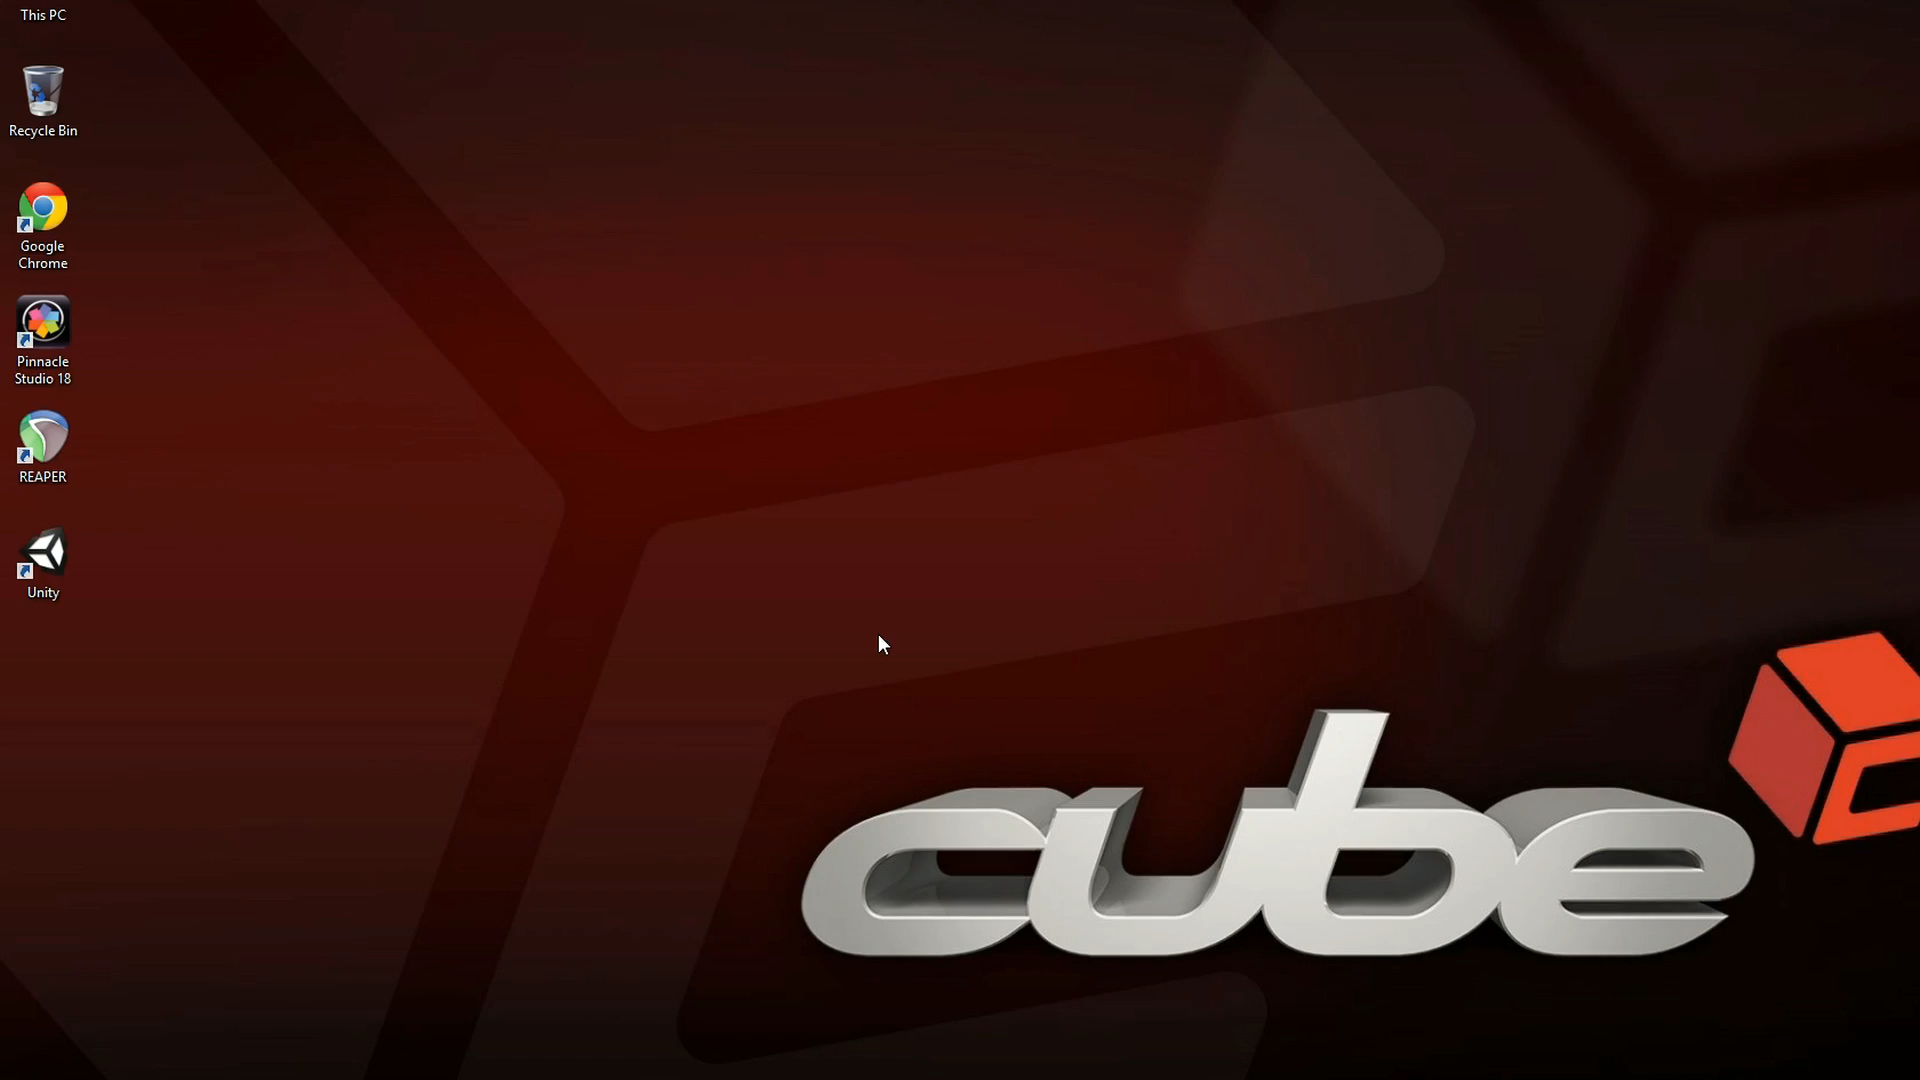 This PC
Recycle Bin
Google
Chrome
Pinnacle
Studio 18
REAPER
Unity
cube